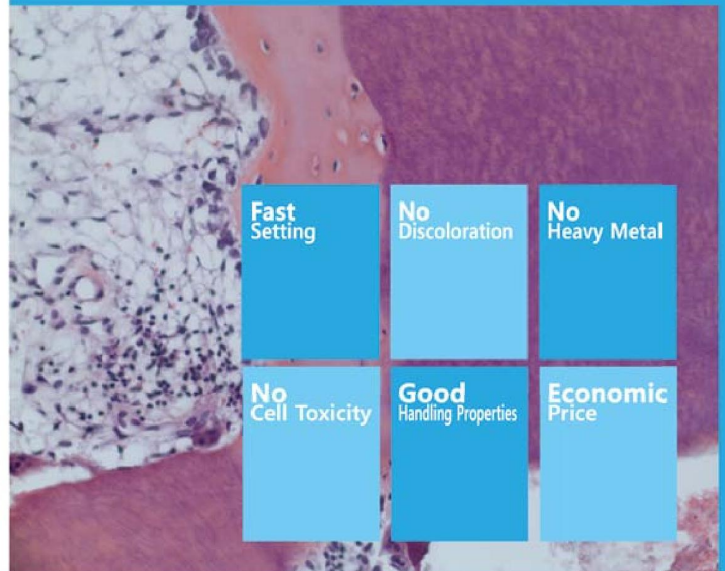 Fast
Setting
No
Discoloration
No
Heavy Metal
No
Cell Toxicity
Good
Handling Properties
Economic
Price